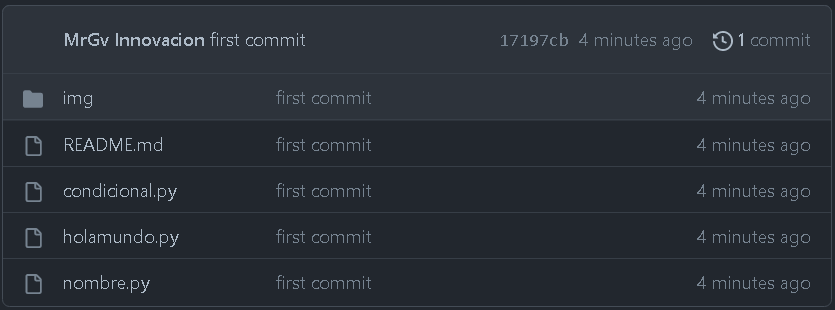 MrGv Innovacion first commit 17197cb 4 minutes ago 1 commit
img first commit 4 minutes ago
README.md first commit 4 minutes ago
condicional.py first commit 4 minutes ago
holamundo.py first commit 4 minutes ago
nombre.py first commit 4 minutes ago